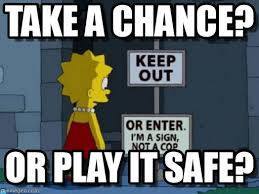 TAKE A CHANCE?
KEEP
OUT
OR ENTER.
I'M A SIGN,
NOT A COP
OR PLAY IT SAFE?